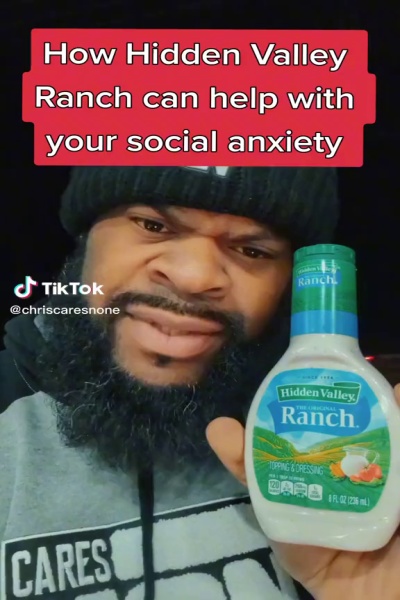 How Hidden Valley
Ranch can help with
your social anxiety
TikTok
@chriscaresnone
Hidden Valley
Ranch.
Hidden Valley.
THE ORIGINAL
Ranch.
TOPPING & DRESSING
8 FL OZ (236 mL)
CARES